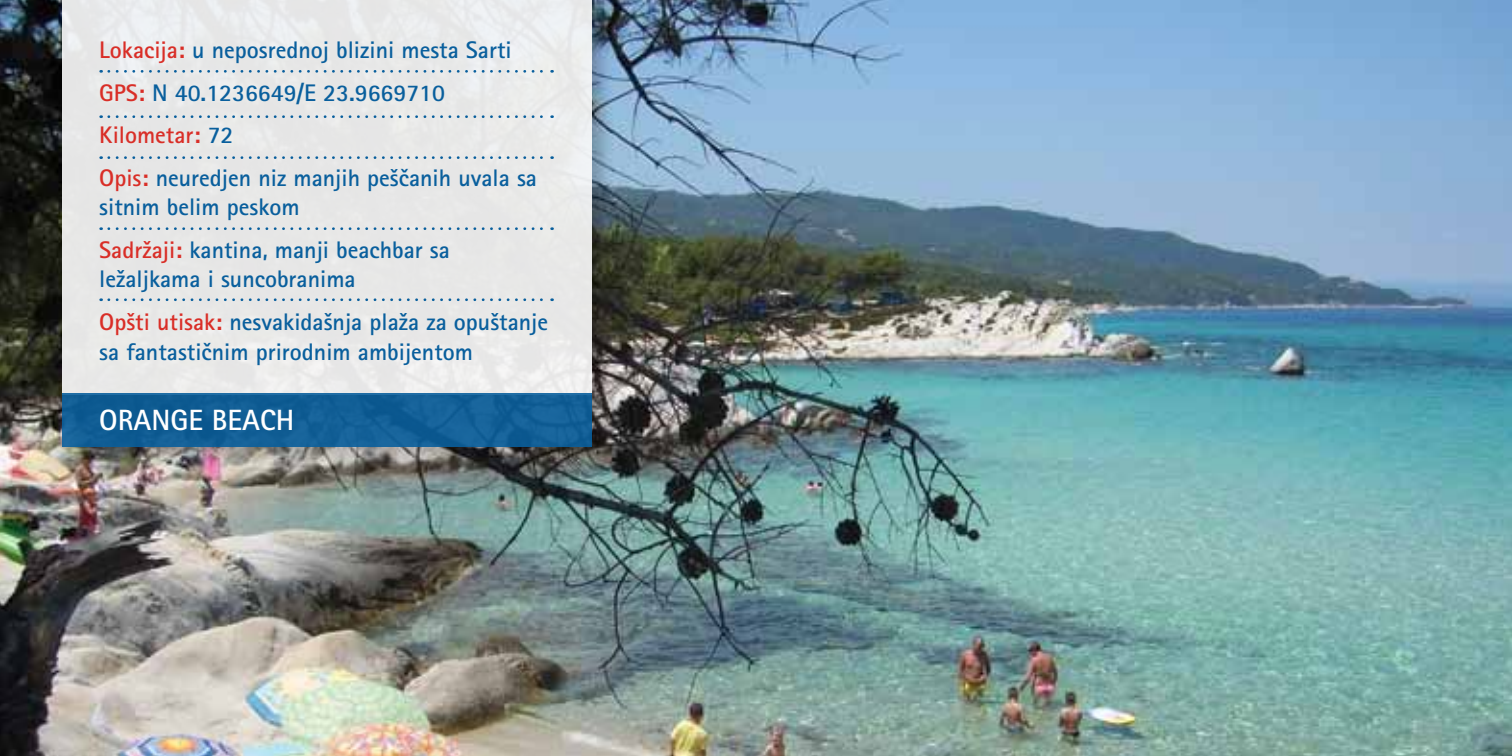 Lokacija: u neposrednoj blizini mesta Sarti
GPS: N 40.1236649/E 23.9669710
Kilometar: 72
Opis: neuredjen niz manjih peščanih uvala sa
sitnim belim peskom
Sadržaji: kantina, manji beachbar sa
ležaljkama i suncobranima
Opšti utisak: nesvakidašnja plaža za opuštanje
sa fantastičnim prirodnim ambijentom
ORANGE BEACH